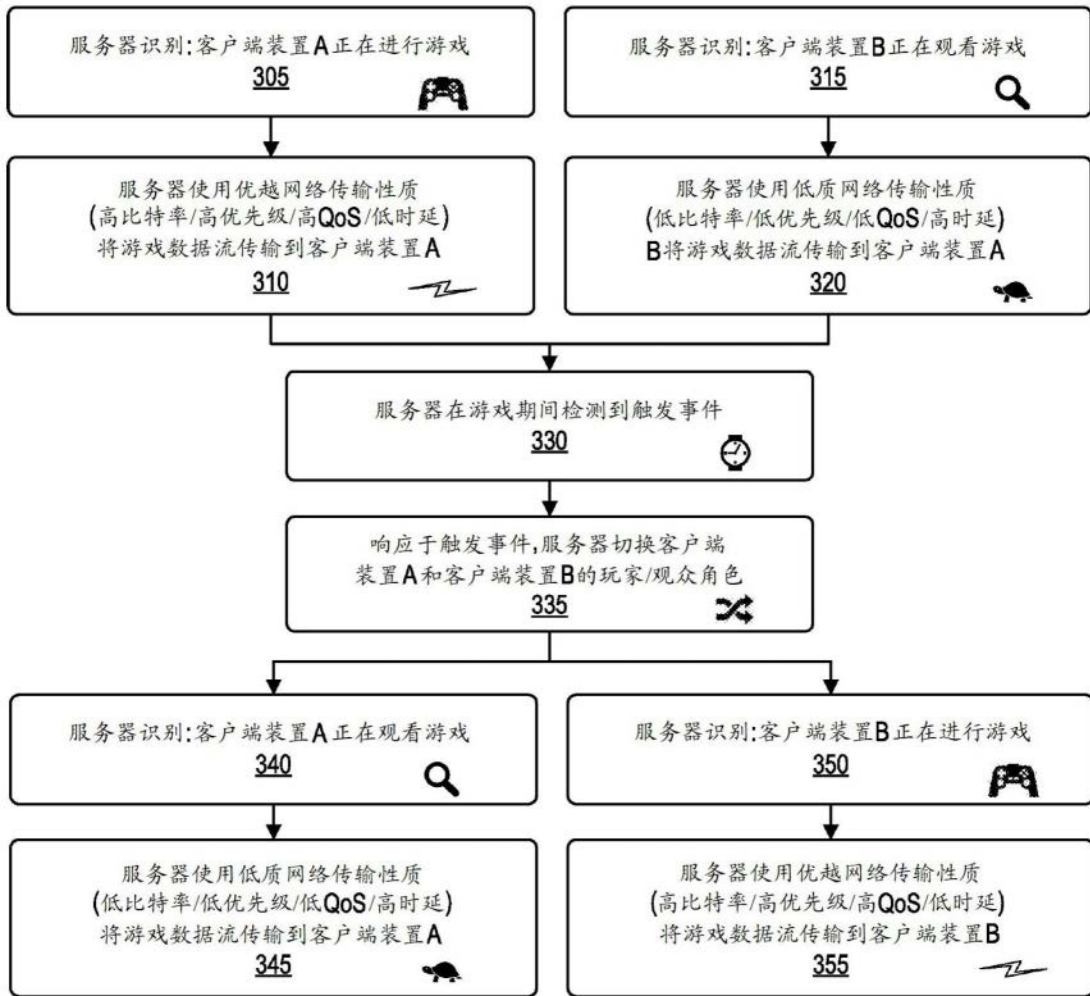 服务器识别:客户端装置A正在进行游戏
305
服务器识别:客户端装置B正在观看游戏
315
服务器使用优越网络传输性质
(高比特率/高优先级/高QoS/低时延)
将游戏数据流传输到客户端装置A
310
服务器使用低质网络传输性质
(低比特率/低优先级/低QoS/高时延)
B将游戏数据流传输到客户端装置A
320
服务器在游戏期间检测到触发事件
330
响应于触发事件,服务器切换客户端
装置A和客户端装置B的玩家/观众角色
335
服务器识别:客户端装置A正在观看游戏
340
服务器识别:客户端装置B正在进行游戏
350
服务器使用低质网络传输性质
(低比特率/低优先级/低QoS/高时延)
将游戏数据流传输到客户端装置A
345
服务器使用优越网络传输性质
(高比特率/高优先级/高QoS/低时延)
将游戏数据流传输到客户端装置B
355